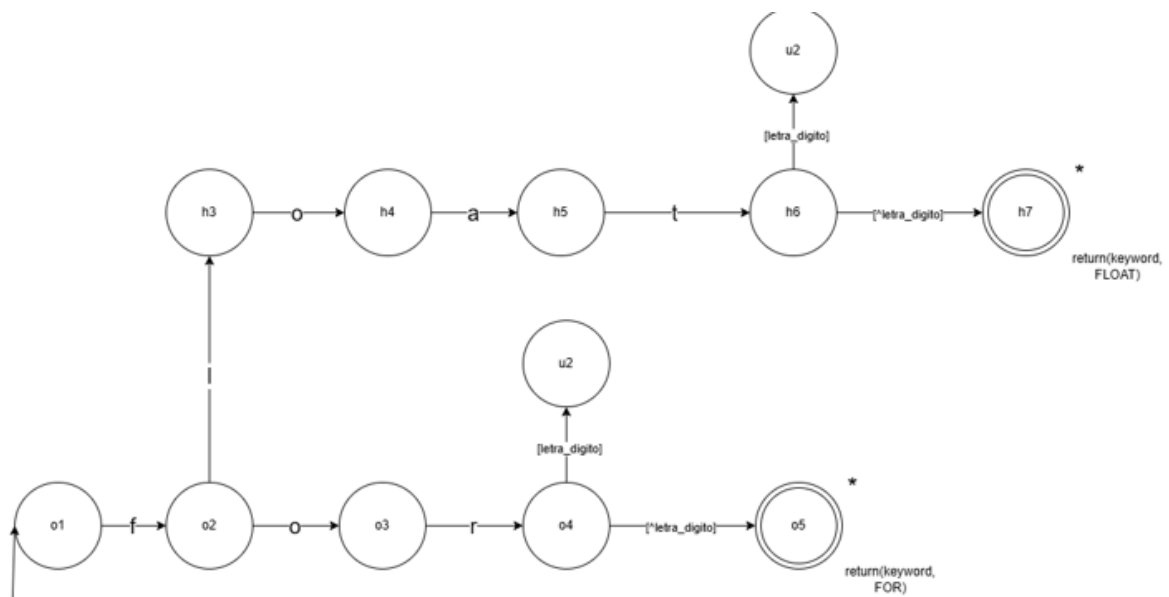 u2
[letra_digito]
h3
o
h4
a
h5
t
h6
[^letra_digito]
h7
*
return(keyword,
FLOAT)
l
u2
[letra_digito]
o1
f
o2
o
o3
r
o4
[^letra_digito]
o5
*
return(keyword,
FOR)